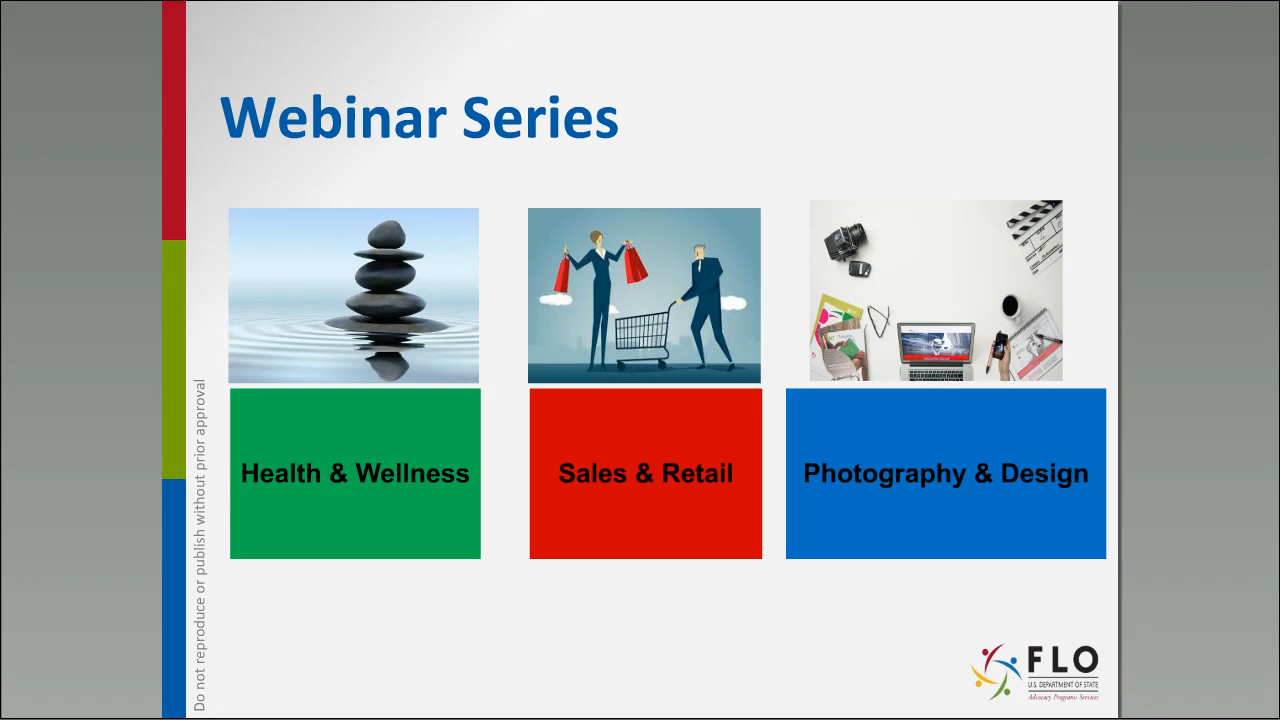 Webinar Series
Health & Wellness
Sales & Retail
Photography & Design
Do not reproduce or publish without prior approval
FLO
U.S. DEPARTMENT OF STATE
Advocacy Programs Services